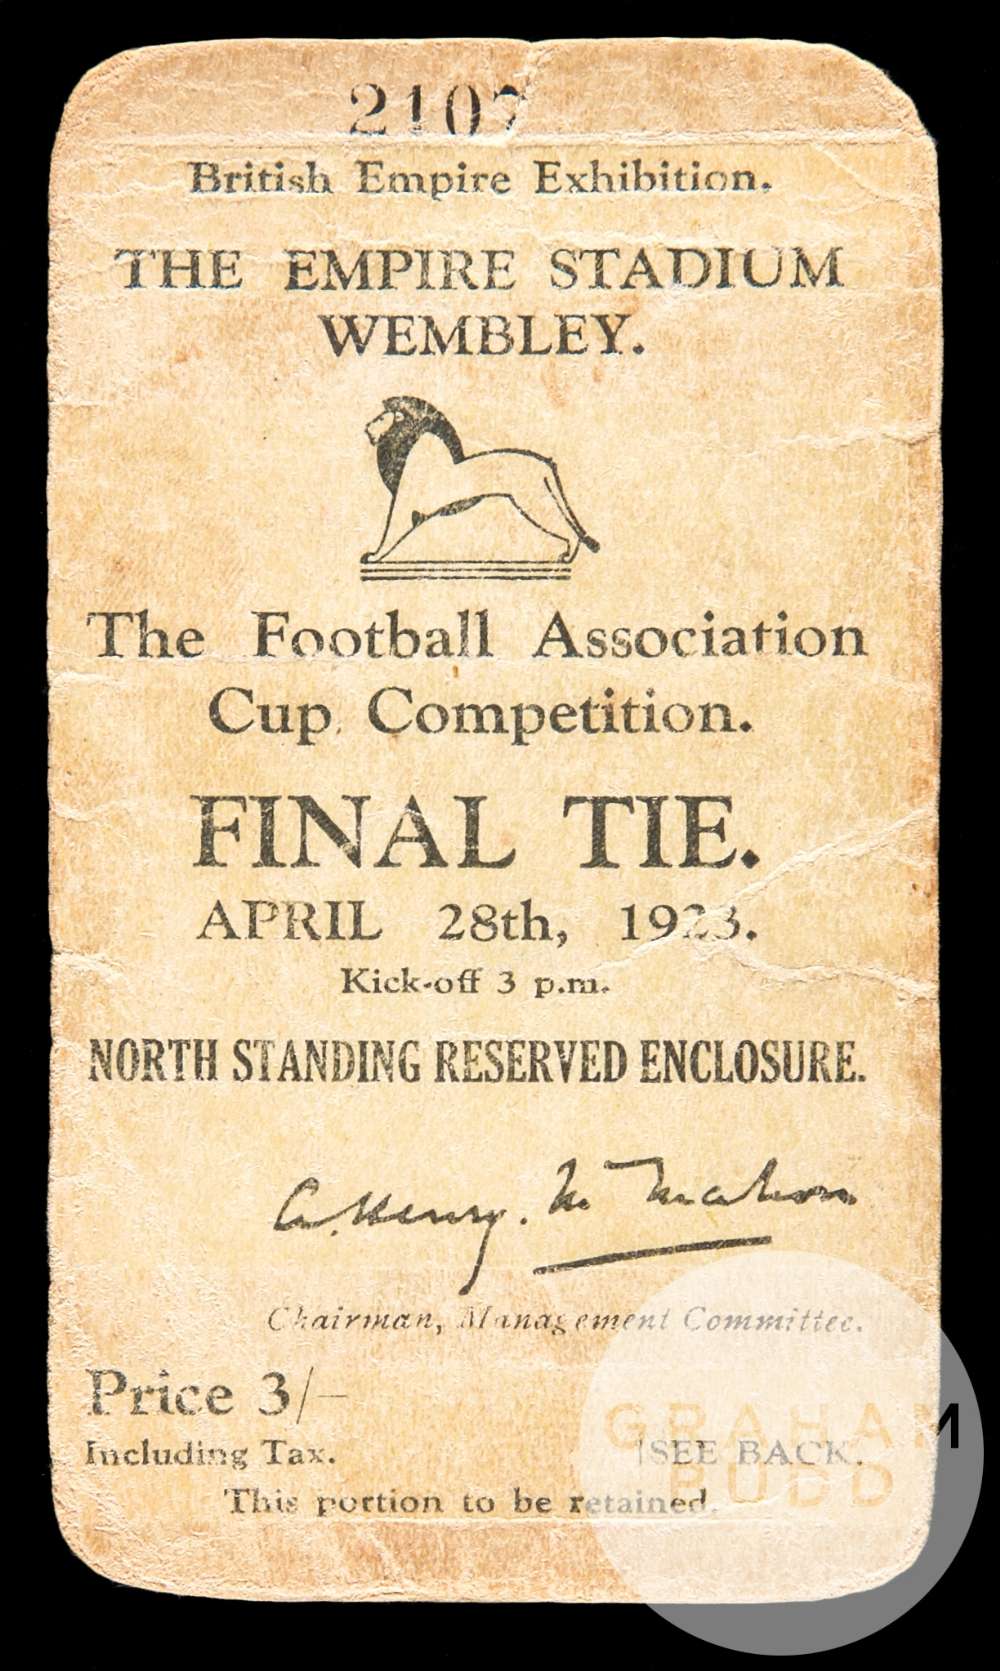 2107
British Empire Exhibition.
THE EMPIRE STADIUM
WEMBLEY.
The Football Association
Cup Competition.
FINAL TIE.
APRIL 28th, 1923.
Kick-off 3 p.m.
NORTH STANDING RESERVED ENCLOSURE.
A. Henry. McMahon
Chairman, Management Committee.
Price 3/-
Including Tax.
SEE BACK.
This portion to be retained.
GRAHAM
BUDD